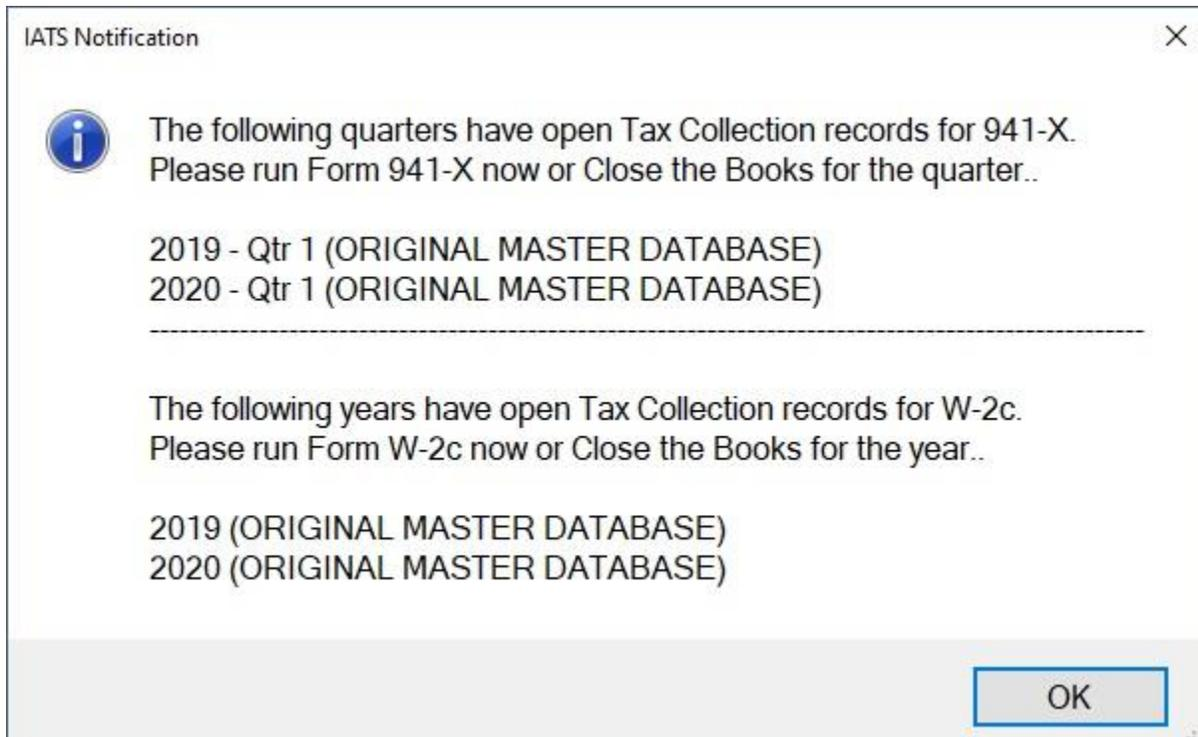 IATS Notification
The following quarters have open Tax Collection records for 941-X.
Please run Form 941-X now or Close the Books for the quarter..
2019 - Qtr 1 (ORIGINAL MASTER DATABASE)
2020 - Qtr 1 (ORIGINAL MASTER DATABASE)
----------------------------------------------------------------------------------------------------
The following years have open Tax Collection records for W-2c.
Please run Form W-2c now or Close the Books for the year..
2019 (ORIGINAL MASTER DATABASE)
2020 (ORIGINAL MASTER DATABASE)
OK